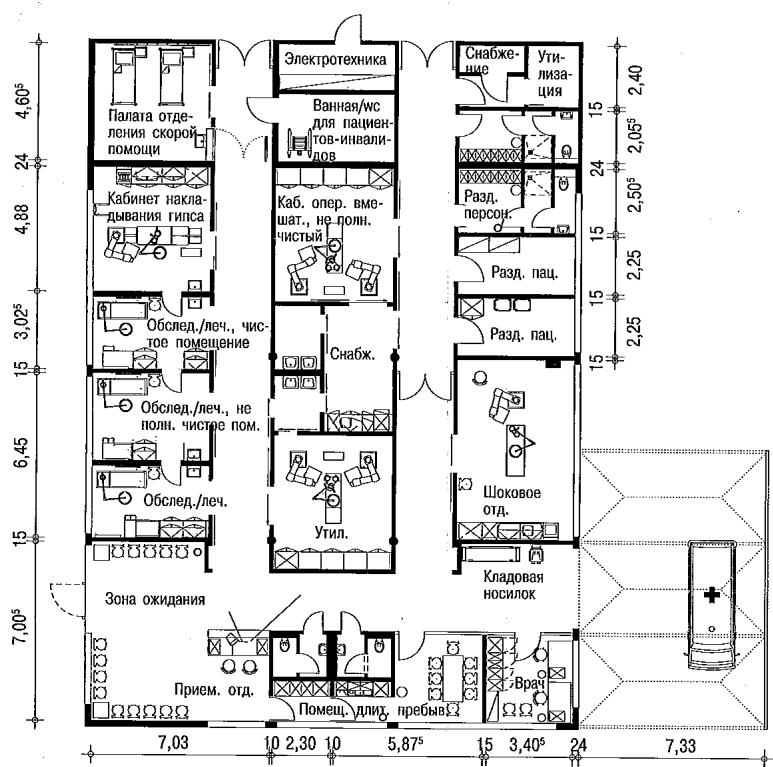 Электротехника
Снабже-
ние
Ути-
лиза-
ция
Палата отде-
ления скорой
помощи
Ванная/wc
для пациен-
тов-инвали-
дов
Кабинет накла-
дывания гипса
Каб. опер. вме-
шат., не полн.
чистый
Разд.
персон.
Разд. пац.
Разд. пац.
Обслед./леч., чис-
тое помещение
Снабж.
Обслед./леч., не
полн. чистое пом.
Обслед./леч.
Утил.
Шоковое
отд.
Кладовая
носилок
Зона ожидания
Прием. отд.
Помещ. длит. пребыв.
Врач
4,60⁵
24
4,88
3,02⁵
15
6,45
15
7,00⁵
2,40
15
2,05⁵
24
2,50⁵
15
2,25
15
2,25
15
7,03
10
2,30
10
5,87⁵
15
3,40⁵
24
7,33